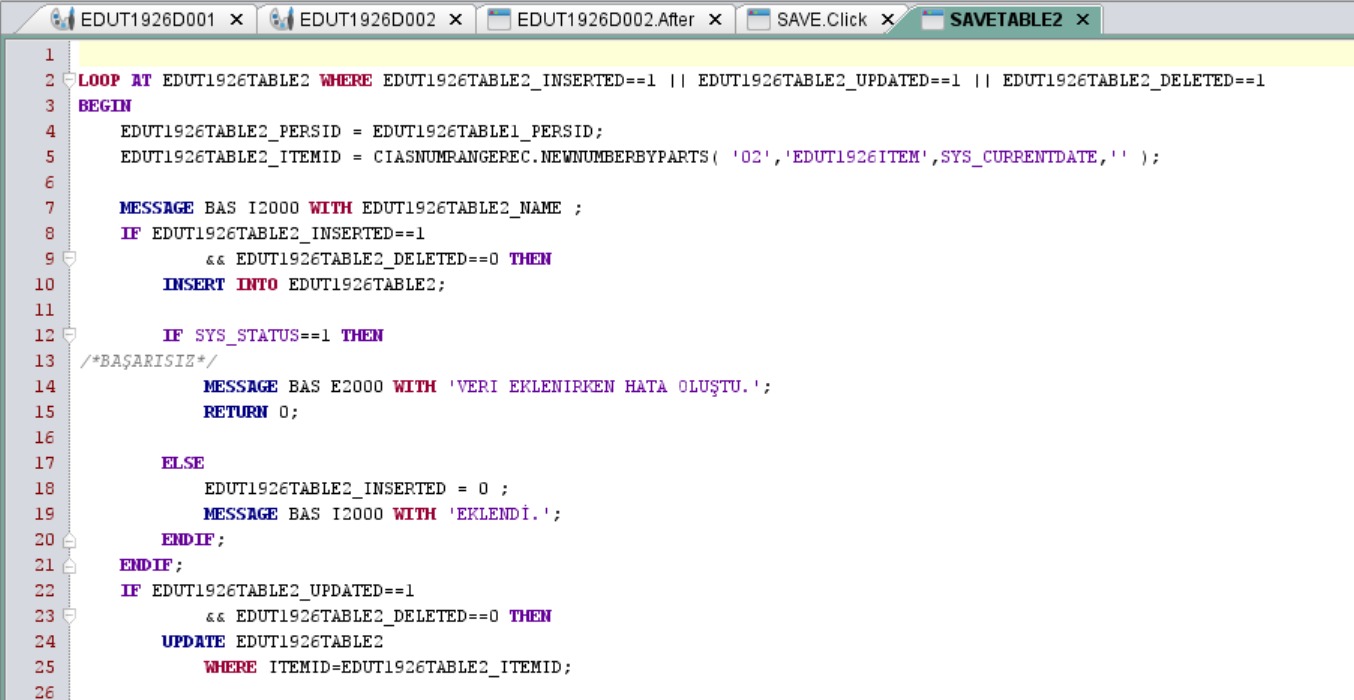 EDUT1926D001 × EDUT1926D002 × EDUT1926D002.After × SAVE.Click × SAVETABLE2 ×
1
2 LOOP AT EDUT1926TABLE2 WHERE EDUT1926TABLE2_INSERTED==1 || EDUT1926TABLE2_UPDATED==1 || EDUT1926TABLE2_DELETED==1
3 BEGIN
4 EDUT1926TABLE2_PERSID = EDUT1926TABLE1_PERSID;
5 EDUT1926TABLE2_ITEMID = CIASNUMRANGEREC.NEWNUMBERBYPARTS( '02','EDUT1926ITEM',SYS_CURRENTDATE,'' );
6
7 MESSAGE BAS I2000 WITH EDUT1926TABLE2_NAME ;
8 IF EDUT1926TABLE2_INSERTED==1
9 && EDUT1926TABLE2_DELETED==0 THEN
10 INSERT INTO EDUT1926TABLE2;
11
12 IF SYS_STATUS==1 THEN
13 /*BAŞARISIZ*/
14 MESSAGE BAS E2000 WITH 'VERI EKLENIRKEN HATA OLUŞTU.';
15 RETURN 0;
16
17 ELSE
18 EDUT1926TABLE2_INSERTED = 0 ;
19 MESSAGE BAS I2000 WITH 'EKLENDİ.';
20 ENDIF;
21 ENDIF;
22 IF EDUT1926TABLE2_UPDATED==1
23 && EDUT1926TABLE2_DELETED==0 THEN
24 UPDATE EDUT1926TABLE2
25 WHERE ITEMID=EDUT1926TABLE2_ITEMID;
26